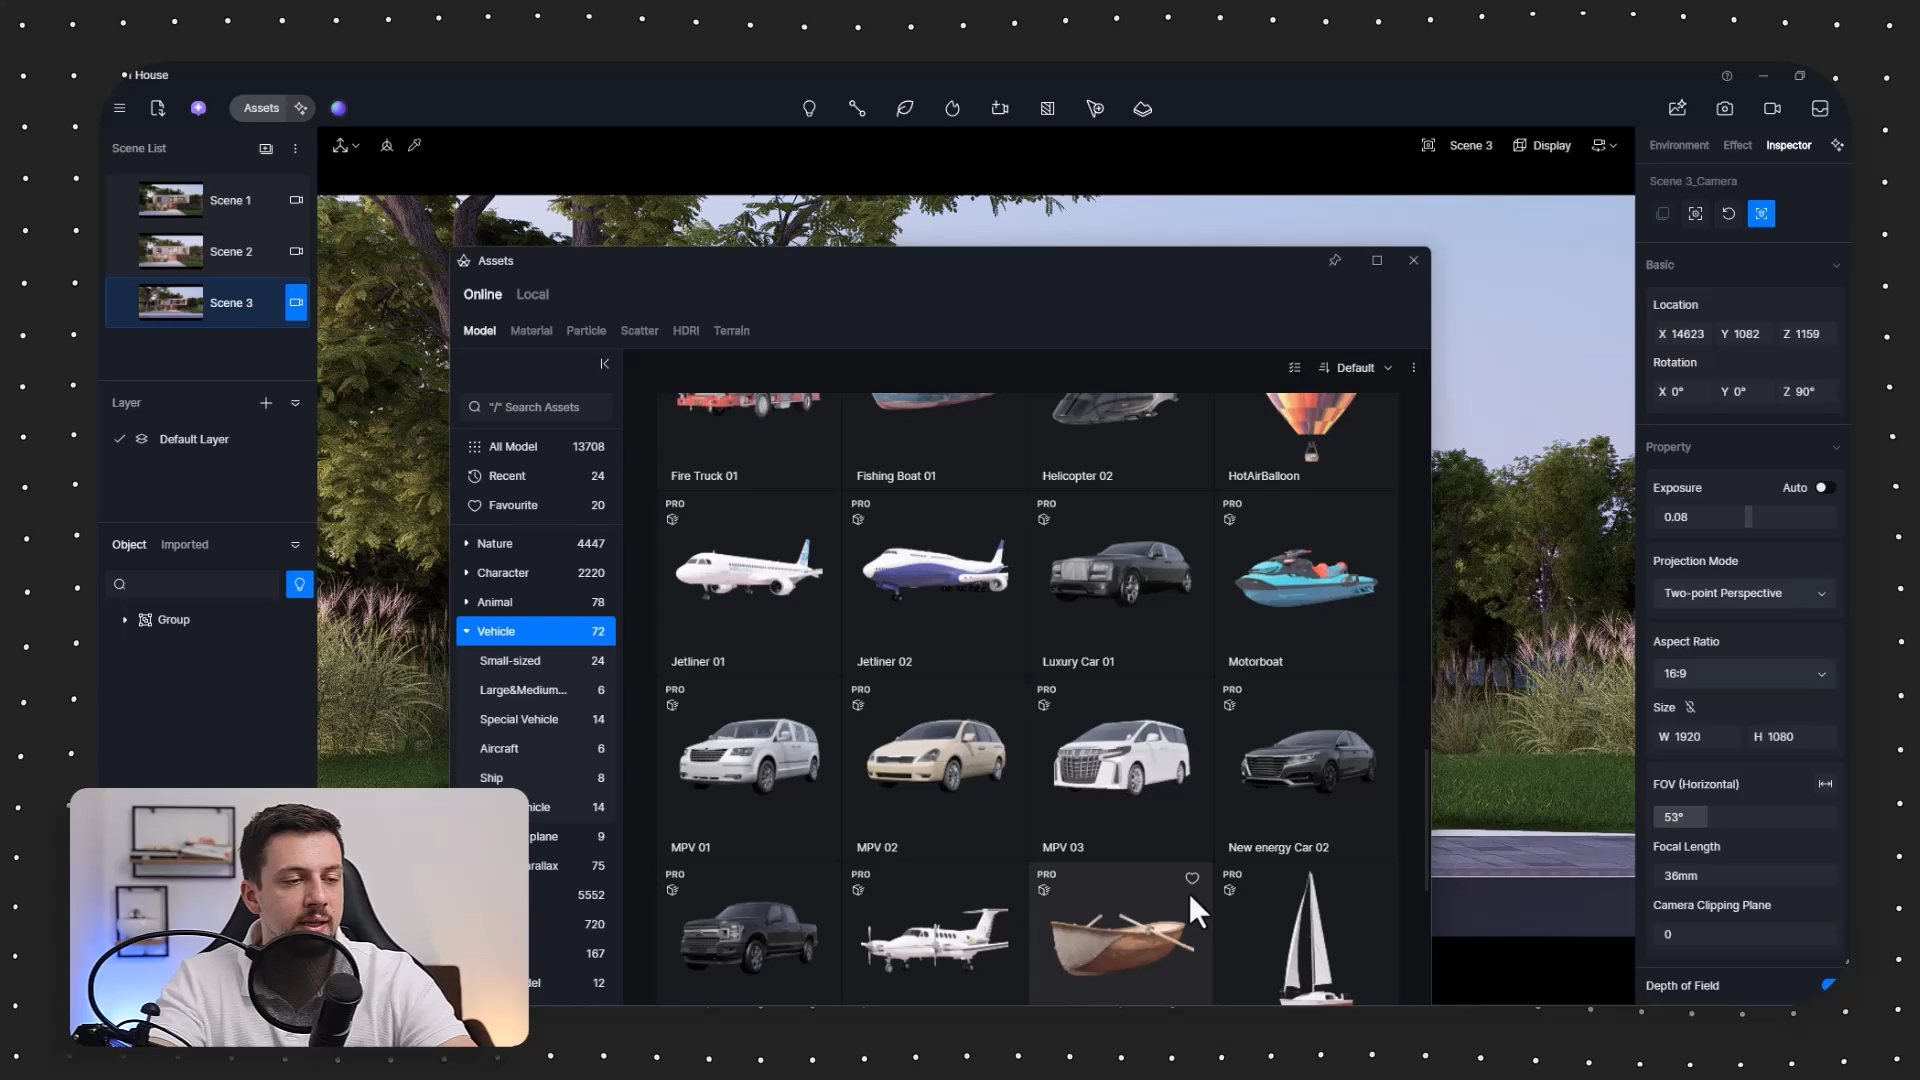 House
Assets
Scene List
Scene 3
Display
Environment
Effect
Inspector
Scene 3_Camera
Scene 1
Scene 2
Scene 3
Layer
Default Layer
Object
Imported
Group
Assets
Online
Local
Model
Material
Particle
Scatter
HDRI
Terrain
"/" Search Assets
Default
All Model 13708
Recent 24
Favourite 20
Nature 4447
Character 2220
Animal 78
Vehicle 72
Small-sized 24
Large&Medium... 6
Special Vehicle 14
Aircraft 6
Ship 8
14
plane 9
75
5552
720
167
12
Fire Truck 01
Fishing Boat 01
Helicopter 02
HotAirBalloon
PRO
PRO
PRO
PRO
Jetliner 01
Jetliner 02
Luxury Car 01
Motorboat
PRO
PRO
PRO
PRO
MPV 01
MPV 02
MPV 03
New energy Car 02
PRO
PRO
PRO
PRO
Basic
Location
X 14623 Y 1082 Z 1159
Rotation
X 0° Y 0° Z 90°
Property
Exposure
Auto
0.08
Projection Mode
Two-point Perspective
Aspect Ratio
16:9
Size
W 1920 H 1080
FOV (Horizontal)
53°
Focal Length
36mm
Camera Clipping Plane
0
Depth of Field